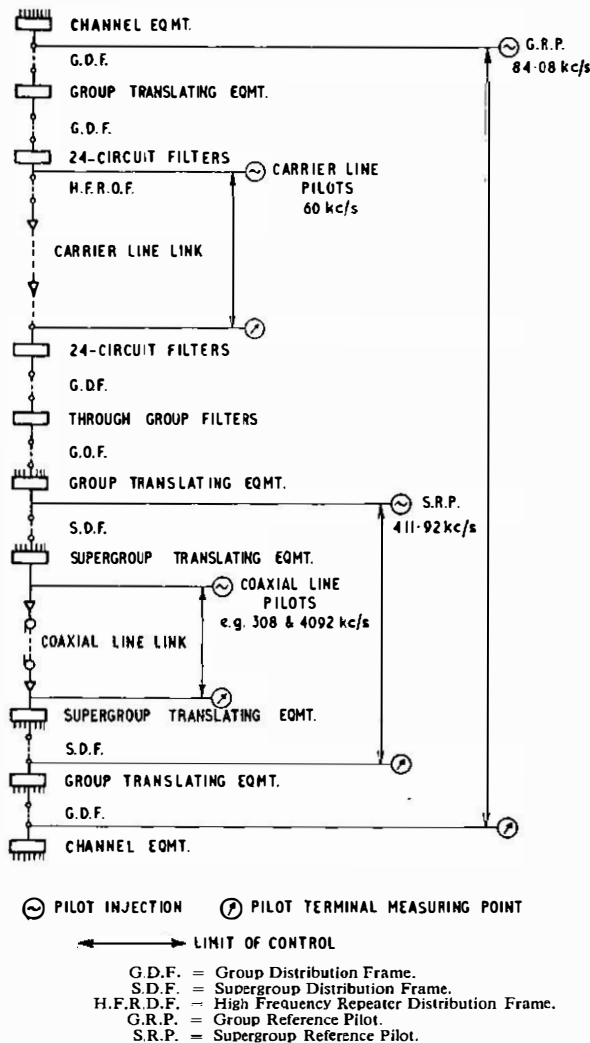 CHANNEL EQMT.
G.R.P.
84·08 kc/s
G.D.F.
GROUP TRANSLATING EQMT.
G.D.F.
24-CIRCUIT FILTERS
CARRIER LINE
PILOTS
60 kc/s
H.F.R.O.F.
CARRIER LINE LINK
24-CIRCUIT FILTERS
G.D.F.
THROUGH GROUP FILTERS
G.O.F.
GROUP TRANSLATING EQMT.
S.R.P.
411·92 kc/s
S.D.F.
SUPERGROUP TRANSLATING EQMT.
COAXIAL LINE
PILOTS
e.g. 308 & 4092 kc/s
COAXIAL LINE LINK
SUPERGROUP TRANSLATING EQMT.
S.D.F.
GROUP TRANSLATING EQMT.
G.D.F.
CHANNEL EQMT.
PILOT INJECTION
PILOT TERMINAL MEASURING POINT
LIMIT OF CONTROL
G.D.F. = Group Distribution Frame.
S.D.F. = Supergroup Distribution Frame.
H.F.R.D.F. = High Frequency Repeater Distribution Frame.
G.R.P. = Group Reference Pilot.
S.R.P. = Supergroup Reference Pilot.